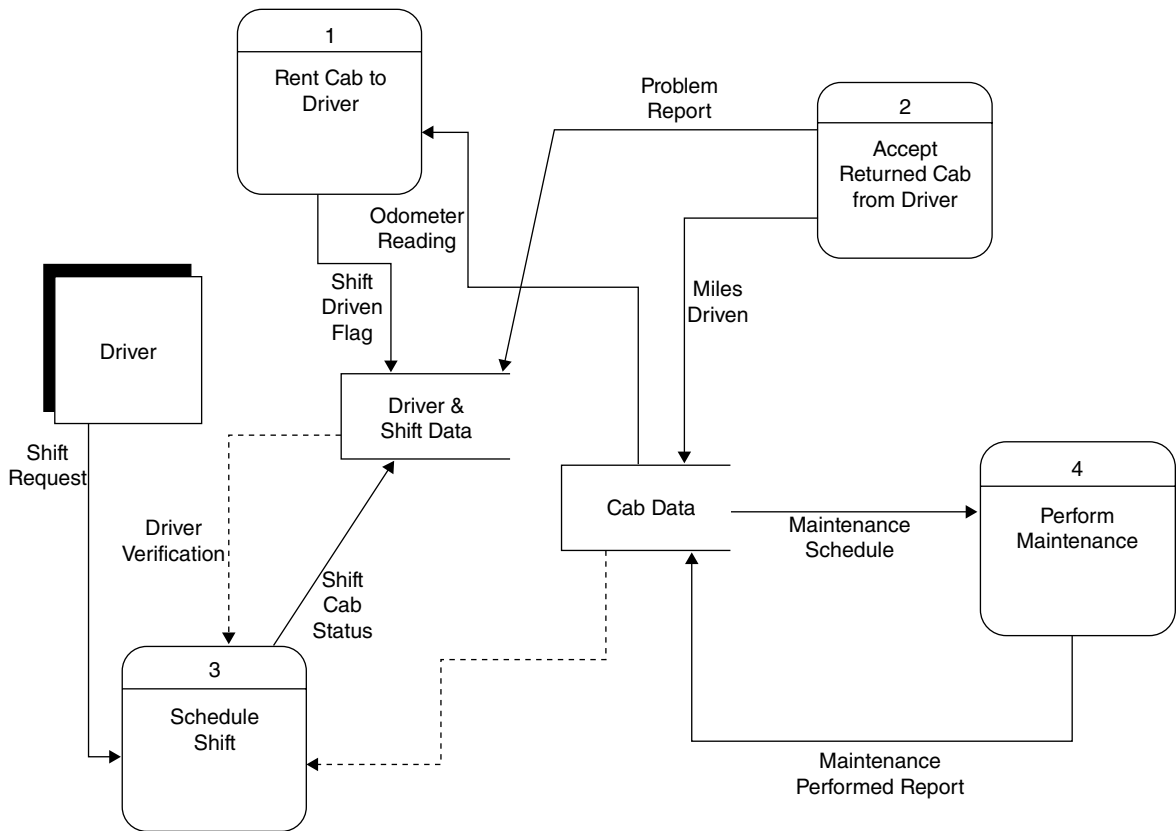 1
Rent Cab to
Driver
Problem
Report
2
Accept
Returned Cab
from Driver
Odometer
Reading
Shift
Driven
Flag
Miles
Driven
Driver
Driver &
Shift Data
Shift
Request
Cab Data
Maintenance
Schedule
4
Perform
Maintenance
Driver
Verification
Shift
Cab
Status
3
Schedule
Shift
Maintenance
Performed Report